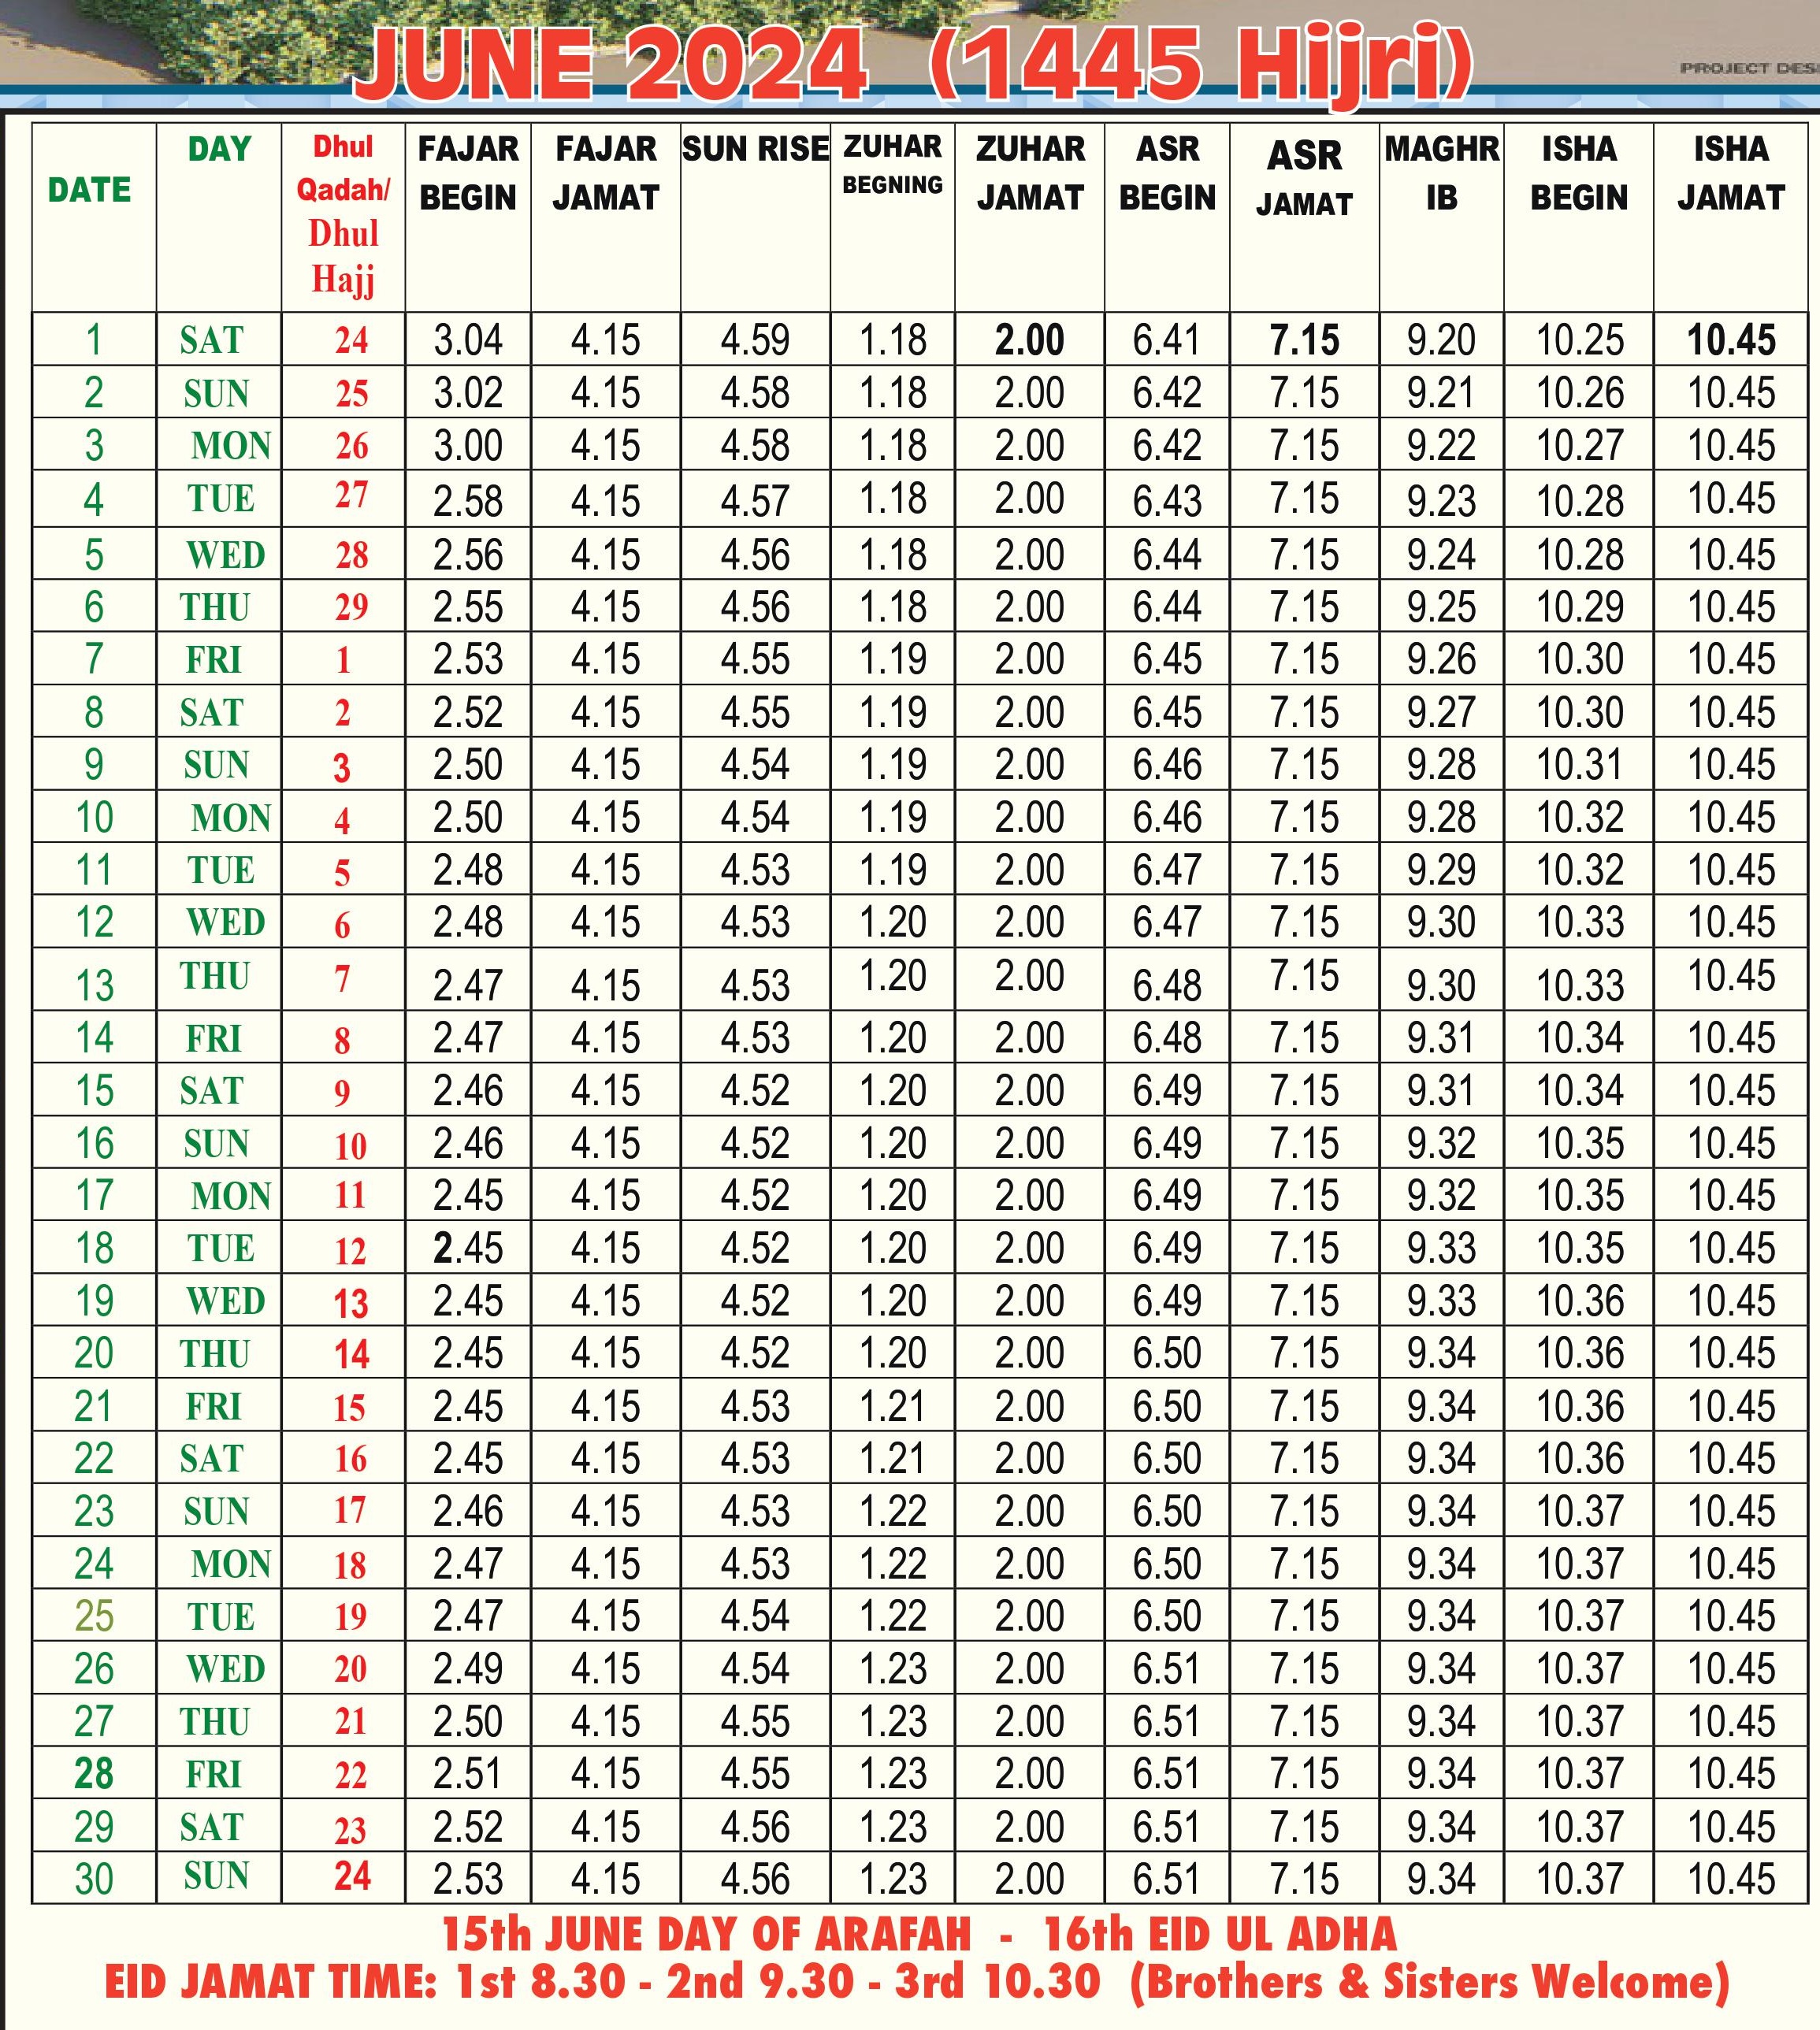 JUNE 2024 (1445 Hijri)
PROJECT DES
DATE DAY Dhul Qadah/ Dhul Hajj FAJAR BEGIN FAJAR JAMAT SUN RISE ZUHAR BEGNING ZUHAR JAMAT ASR BEGIN ASR JAMAT MAGHR IB ISHA BEGIN ISHA JAMAT
1 SAT 24 3.04 4.15 4.59 1.18 2.00 6.41 7.15 9.20 10.25 10.45
2 SUN 25 3.02 4.15 4.58 1.18 2.00 6.42 7.15 9.21 10.26 10.45
3 MON 26 3.00 4.15 4.58 1.18 2.00 6.42 7.15 9.22 10.27 10.45
4 TUE 27 2.58 4.15 4.57 1.18 2.00 6.43 7.15 9.23 10.28 10.45
5 WED 28 2.56 4.15 4.56 1.18 2.00 6.44 7.15 9.24 10.28 10.45
6 THU 29 2.55 4.15 4.56 1.18 2.00 6.44 7.15 9.25 10.29 10.45
7 FRI 1 2.53 4.15 4.55 1.19 2.00 6.45 7.15 9.26 10.30 10.45
8 SAT 2 2.52 4.15 4.55 1.19 2.00 6.45 7.15 9.27 10.30 10.45
9 SUN 3 2.50 4.15 4.54 1.19 2.00 6.46 7.15 9.28 10.31 10.45
10 MON 4 2.50 4.15 4.54 1.19 2.00 6.46 7.15 9.28 10.32 10.45
11 TUE 5 2.48 4.15 4.53 1.19 2.00 6.47 7.15 9.29 10.32 10.45
12 WED 6 2.48 4.15 4.53 1.20 2.00 6.47 7.15 9.30 10.33 10.45
13 THU 7 2.47 4.15 4.53 1.20 2.00 6.48 7.15 9.30 10.33 10.45
14 FRI 8 2.47 4.15 4.53 1.20 2.00 6.48 7.15 9.31 10.34 10.45
15 SAT 9 2.46 4.15 4.52 1.20 2.00 6.49 7.15 9.31 10.34 10.45
16 SUN 10 2.46 4.15 4.52 1.20 2.00 6.49 7.15 9.32 10.35 10.45
17 MON 11 2.45 4.15 4.52 1.20 2.00 6.49 7.15 9.32 10.35 10.45
18 TUE 12 2.45 4.15 4.52 1.20 2.00 6.49 7.15 9.33 10.35 10.45
19 WED 13 2.45 4.15 4.52 1.20 2.00 6.49 7.15 9.33 10.36 10.45
20 THU 14 2.45 4.15 4.52 1.20 2.00 6.50 7.15 9.34 10.36 10.45
21 FRI 15 2.45 4.15 4.53 1.21 2.00 6.50 7.15 9.34 10.36 10.45
22 SAT 16 2.45 4.15 4.53 1.21 2.00 6.50 7.15 9.34 10.36 10.45
23 SUN 17 2.46 4.15 4.53 1.22 2.00 6.50 7.15 9.34 10.37 10.45
24 MON 18 2.47 4.15 4.53 1.22 2.00 6.50 7.15 9.34 10.37 10.45
25 TUE 19 2.47 4.15 4.54 1.22 2.00 6.50 7.15 9.34 10.37 10.45
26 WED 20 2.49 4.15 4.54 1.23 2.00 6.51 7.15 9.34 10.37 10.45
27 THU 21 2.50 4.15 4.55 1.23 2.00 6.51 7.15 9.34 10.37 10.45
28 FRI 22 2.51 4.15 4.55 1.23 2.00 6.51 7.15 9.34 10.37 10.45
29 SAT 23 2.52 4.15 4.56 1.23 2.00 6.51 7.15 9.34 10.37 10.45
30 SUN 24 2.53 4.15 4.56 1.23 2.00 6.51 7.15 9.34 10.37 10.45
15th JUNE DAY OF ARAFAH - 16th EID UL ADHA
EID JAMAT TIME: 1st 8.30 - 2nd 9.30 - 3rd 10.30 (Brothers & Sisters Welcome)